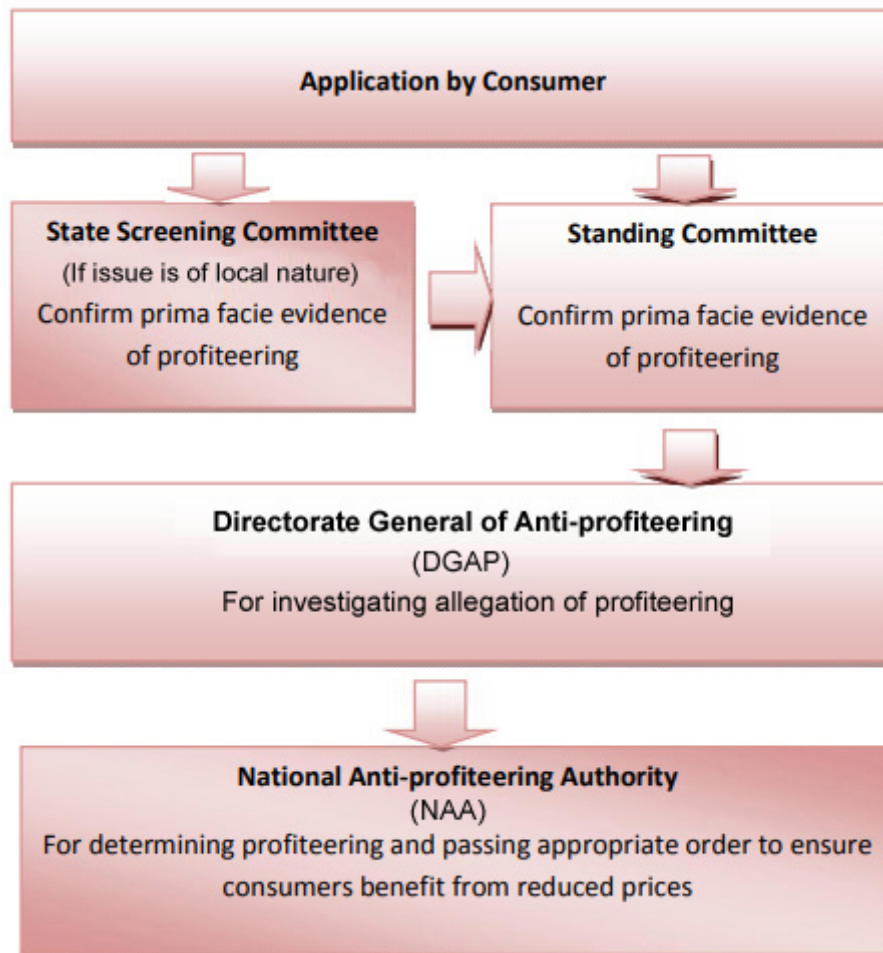 Application by Consumer
State Screening Committee
(If issue is of local nature)
Confirm prima facie evidence
of profiteering
Standing Committee
Confirm prima facie evidence
of profiteering
Directorate General of Anti-profiteering
(DGAP)
For investigating allegation of profiteering
National Anti-profiteering Authority
(NAA)
For determining profiteering and passing appropriate order to ensure
consumers benefit from reduced prices